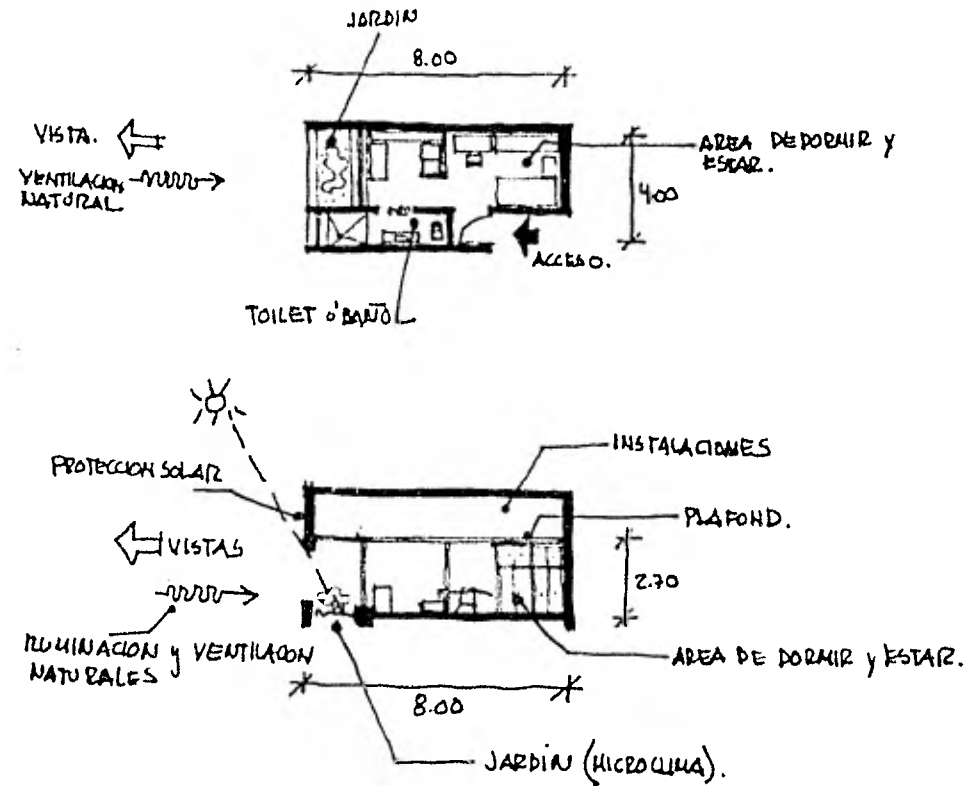 JARDIN
8.00
VISTA.
VENTILACION
NATURAL
AREA DE DORMIR y
ESTAR.
4.00
ACCESO.
TOILET ó BAÑO
INSTALACIONES
PROTECCION SOLAR
PLAFOND.
VISTAS
2.70
ILUMINACION y VENTILACION
NATURALES
AREA DE DORMIR y ESTAR.
8.00
JARDIN (MICROCLIMA).